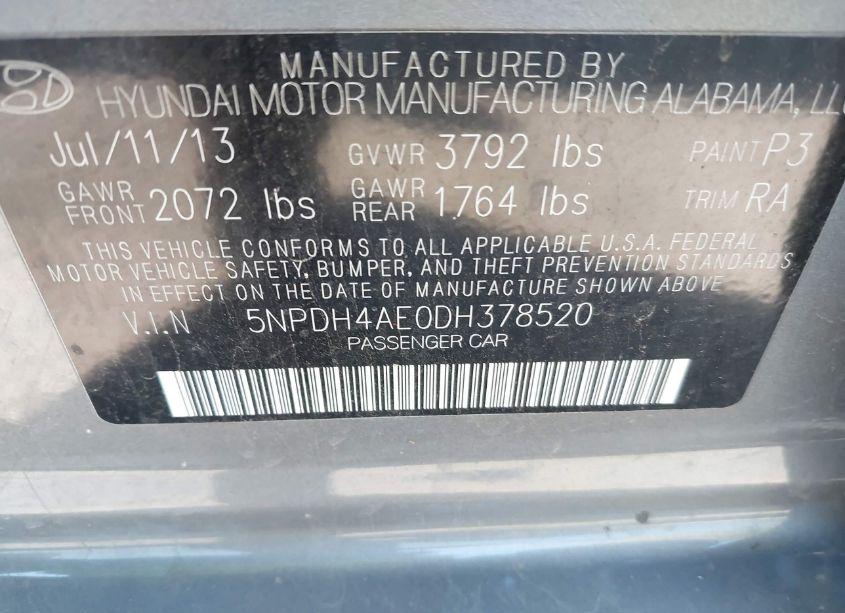 MANUFACTURED BY
HYUNDAI MOTOR MANUFACTURING ALABAMA, LLC
Jul/11/13 GVWR 3792 lbs PAINT P3
GAWR FRONT 2072 lbs GAWR REAR 1764 lbs TRIM RA
THIS VEHICLE CONFORMS TO ALL APPLICABLE U.S.A. FEDERAL
MOTOR VEHICLE SAFETY, BUMPER, AND THEFT PREVENTION STANDARDS
IN EFFECT ON THE DATE OF MANUFACTURE SHOWN ABOVE
V.I.N 5NPDH4AE0DH378520
PASSENGER CAR